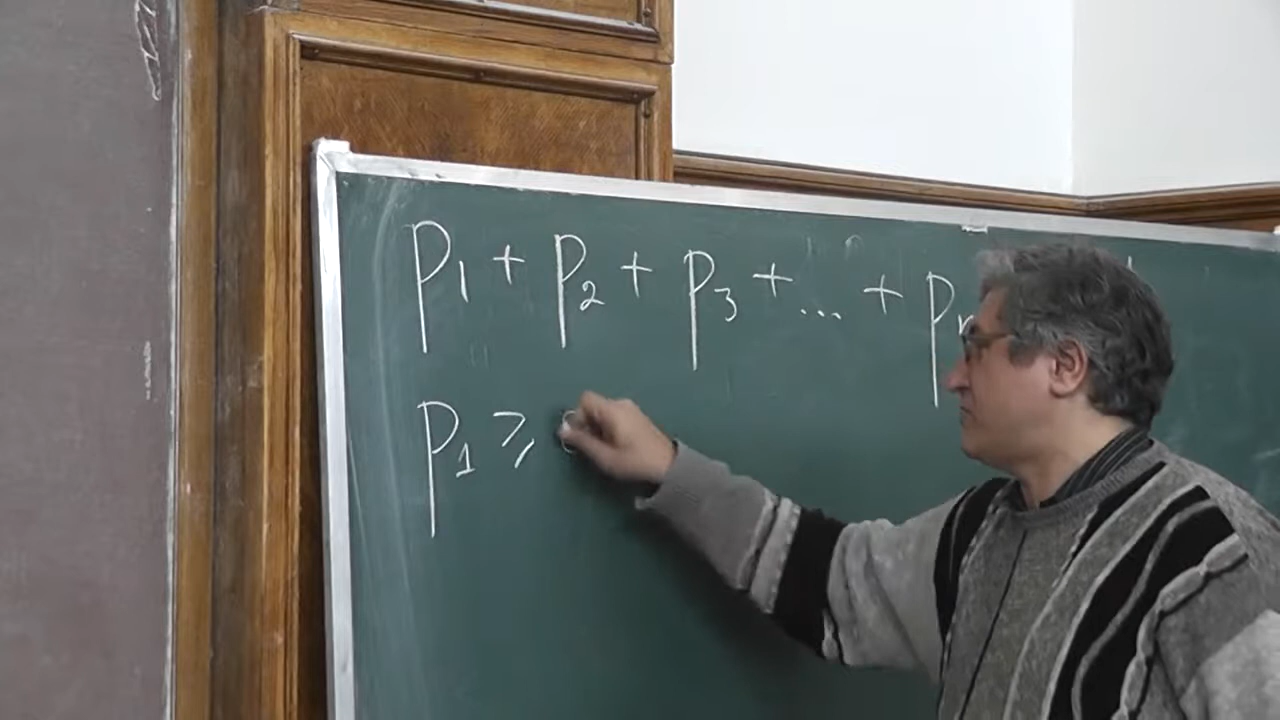 p₁ + p₂ + p₃ + ... + p
p₁ ⩾